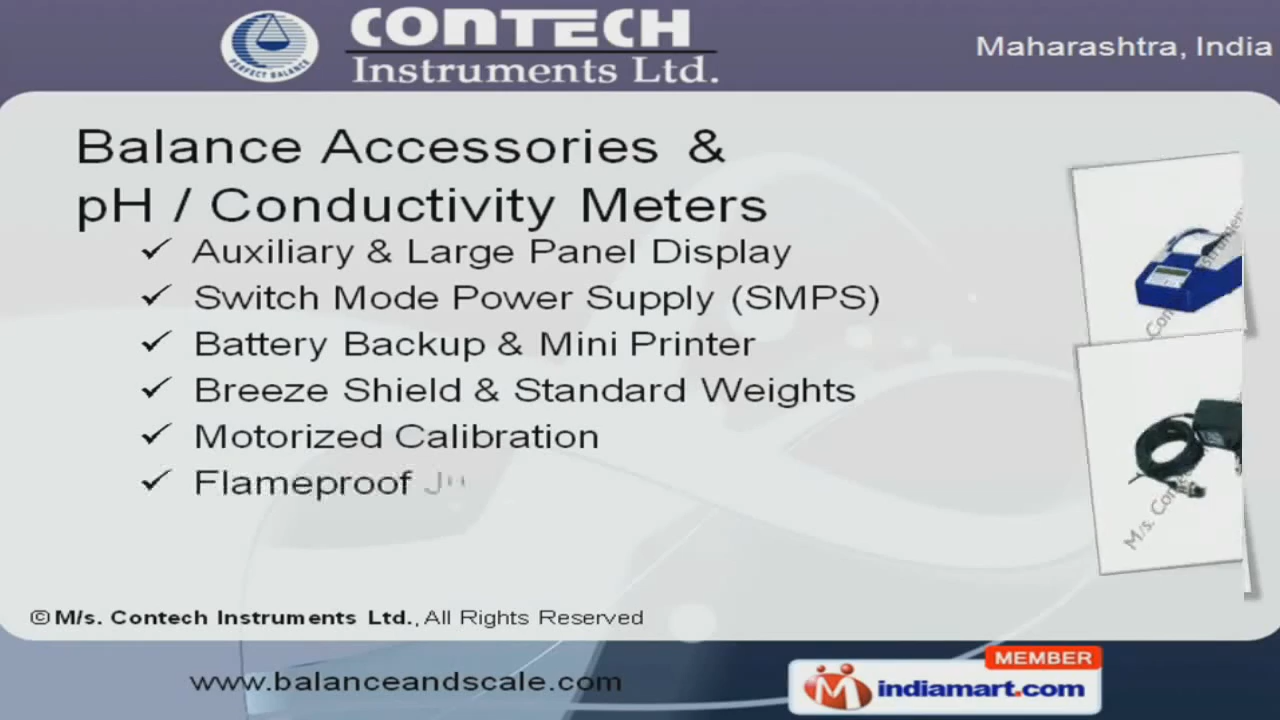 CONTECH
Instruments Ltd.
PERFECT BALANCE
Maharashtra, India
Balance Accessories &
pH / Conductivity Meters
✓ Auxiliary & Large Panel Display
✓ Switch Mode Power Supply (SMPS)
✓ Battery Backup & Mini Printer
✓ Breeze Shield & Standard Weights
✓ Motorized Calibration
✓ Flameproof
M/s.
© M/s. Contech Instruments Ltd., All Rights Reserved
www.balanceandscale.com
MEMBER
indiamart.com